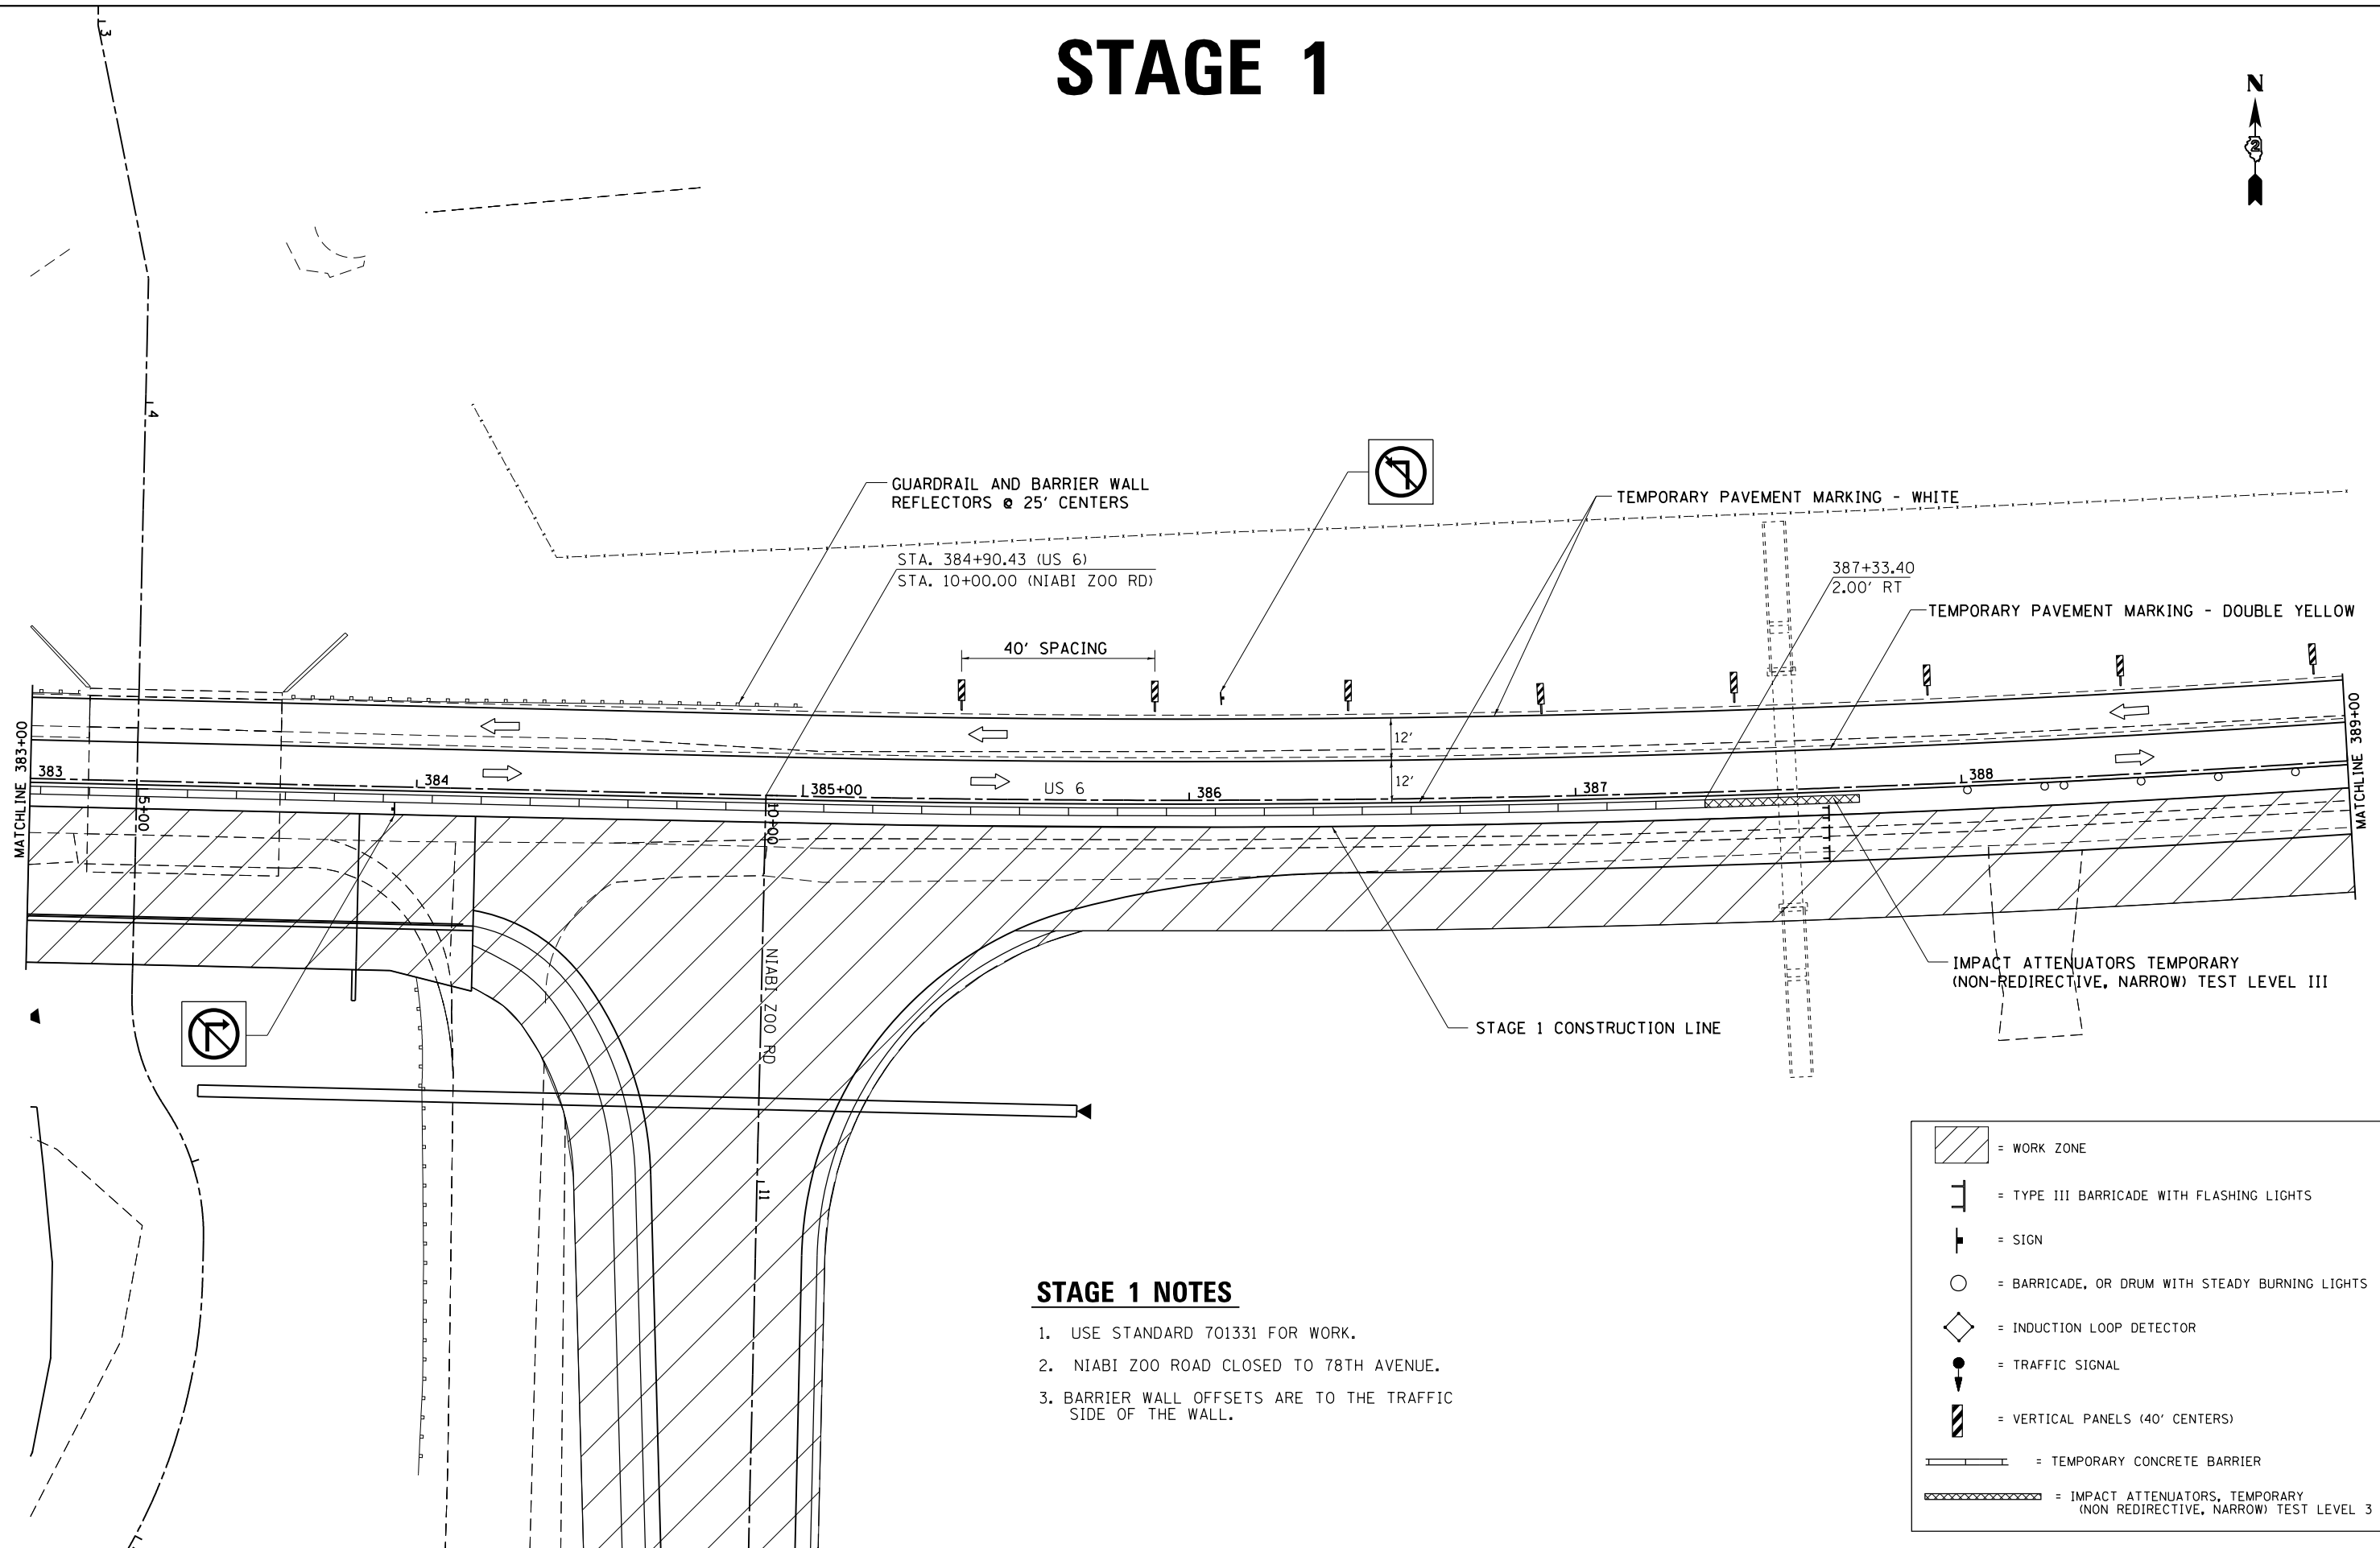 STAGE 1
N
2
3
4
GUARDRAIL AND BARRIER WALL
REFLECTORS @ 25' CENTERS
TEMPORARY PAVEMENT MARKING - WHITE
STA. 384+90.43 (US 6)
STA. 10+00.00 (NIABI ZOO RD)
387+33.40
2.00' RT
TEMPORARY PAVEMENT MARKING - DOUBLE YELLOW
40' SPACING
MATCHLINE 383+00
MATCHLINE 389+00
12'
12'
383
384
385+00
US 6
386
387
388
5+00
10+00
NIABI ZOO RD
11
IMPACT ATTENUATORS TEMPORARY
(NON-REDIRECTIVE, NARROW) TEST LEVEL III
STAGE 1 CONSTRUCTION LINE
STAGE 1 NOTES
1. USE STANDARD 701331 FOR WORK.
2. NIABI ZOO ROAD CLOSED TO 78TH AVENUE.
3. BARRIER WALL OFFSETS ARE TO THE TRAFFIC
SIDE OF THE WALL.
= WORK ZONE
= TYPE III BARRICADE WITH FLASHING LIGHTS
= SIGN
= BARRICADE, OR DRUM WITH STEADY BURNING LIGHTS
= INDUCTION LOOP DETECTOR
= TRAFFIC SIGNAL
= VERTICAL PANELS (40' CENTERS)
= TEMPORARY CONCRETE BARRIER
= IMPACT ATTENUATORS, TEMPORARY
(NON REDIRECTIVE, NARROW) TEST LEVEL 3